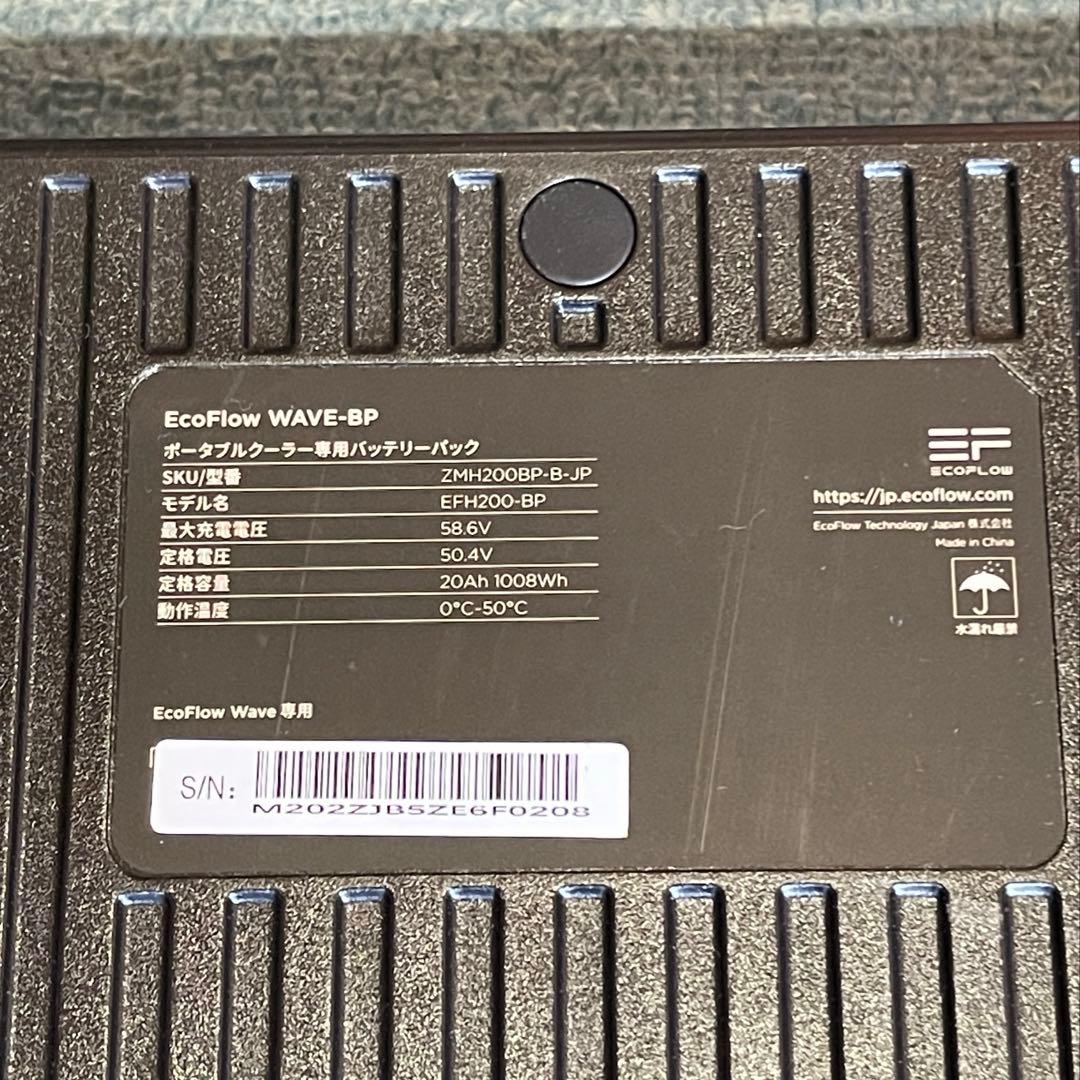 EcoFlow WAVE-BP
ポータブルクーラー専用バッテリーパック
SKU/型番 ZMH200BP-B-JP
モデル名 EFH200-BP
最大充電電圧 58.6V
定格電圧 50.4V
定格容量 20Ah 1008Wh
動作温度 0°C-50°C
EcoFlow Wave 専用
S/N:
M202ZJB5ZE6F0208
EF
ECOFLOW
https://jp.ecoflow.com
EcoFlow Technology Japan 株式会社
Made in China
水濡れ厳禁